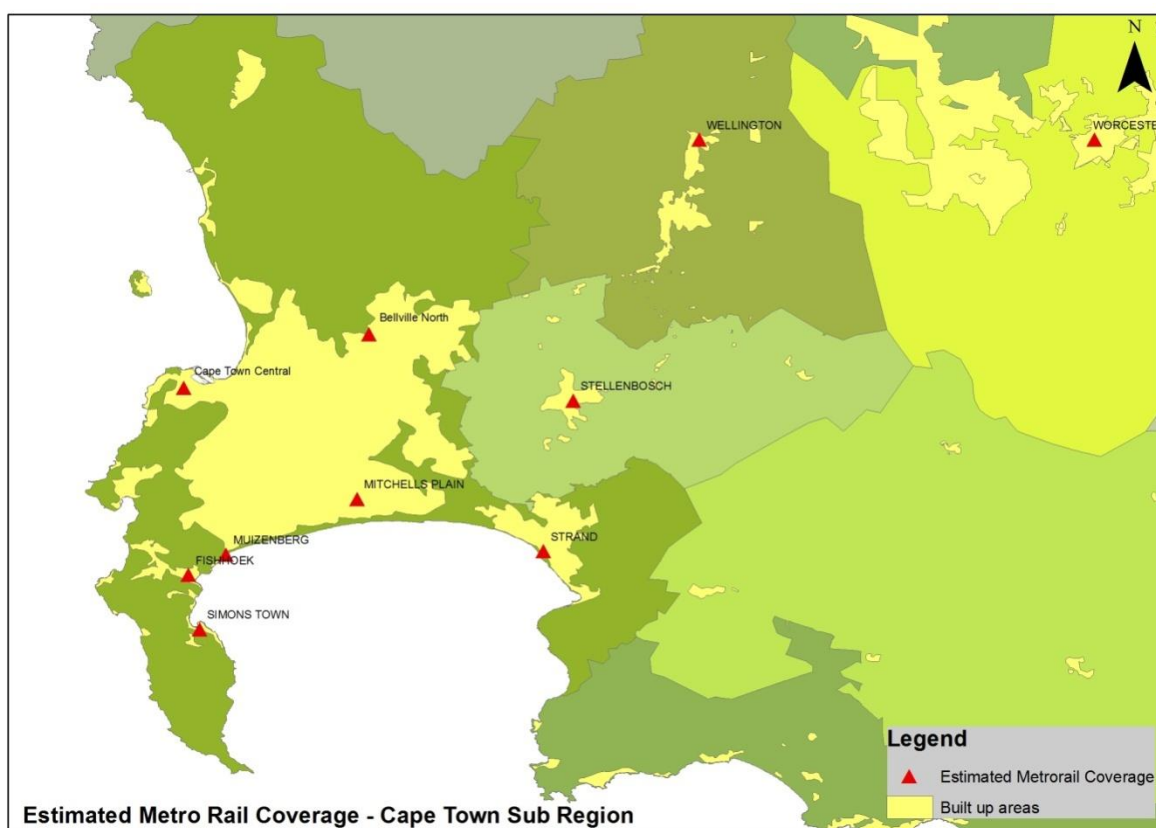 N
WELLINGTON
WORCESTE
Bellville North
Cape Town Central
STELLENBOSCH
MITCHELLS PLAIN
MUIZENBERG
STRAND
FISHHOEK
SIMONS TOWN
Legend
Estimated Metrorail Coverage
Built up areas
Estimated Metro Rail Coverage - Cape Town Sub Region